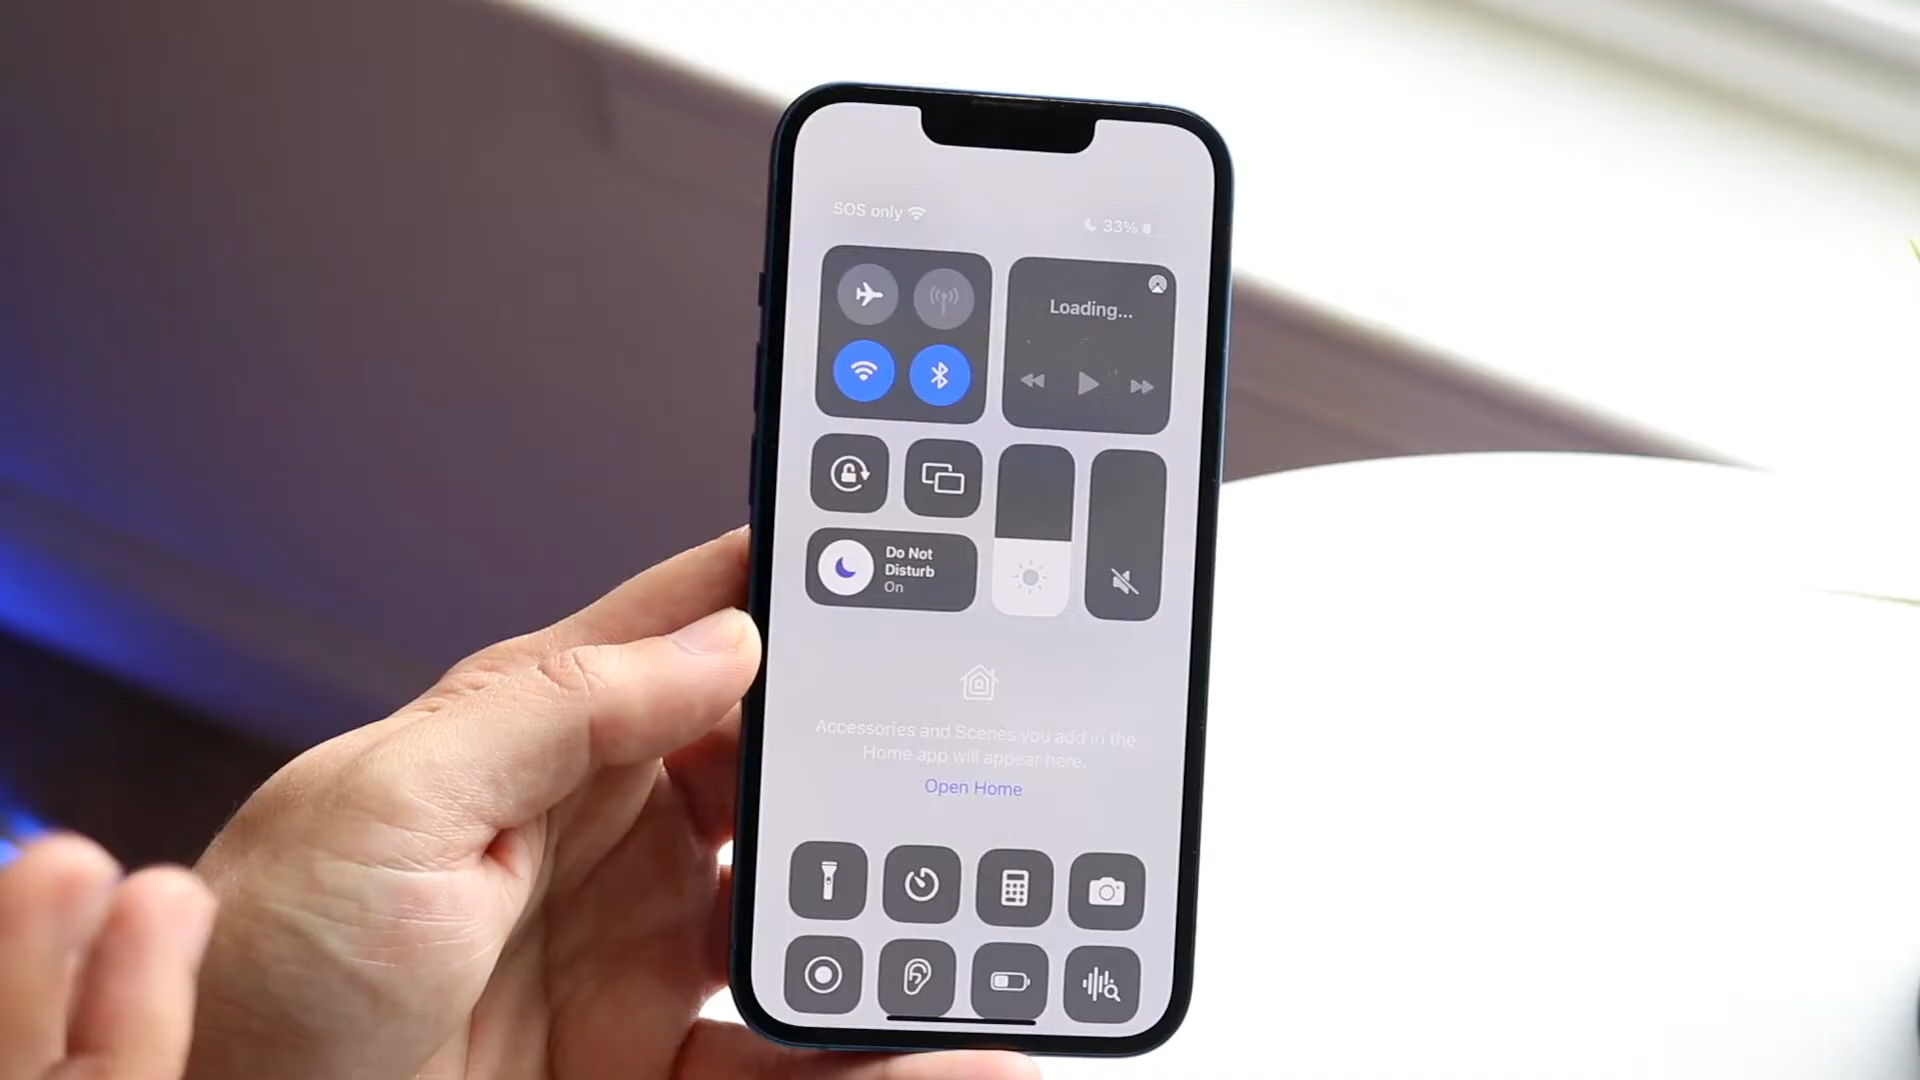 SOS only
33%
Loading...
Do Not
Disturb
On
Accessories and Scenes you add in the
Home app will appear here.
Open Home